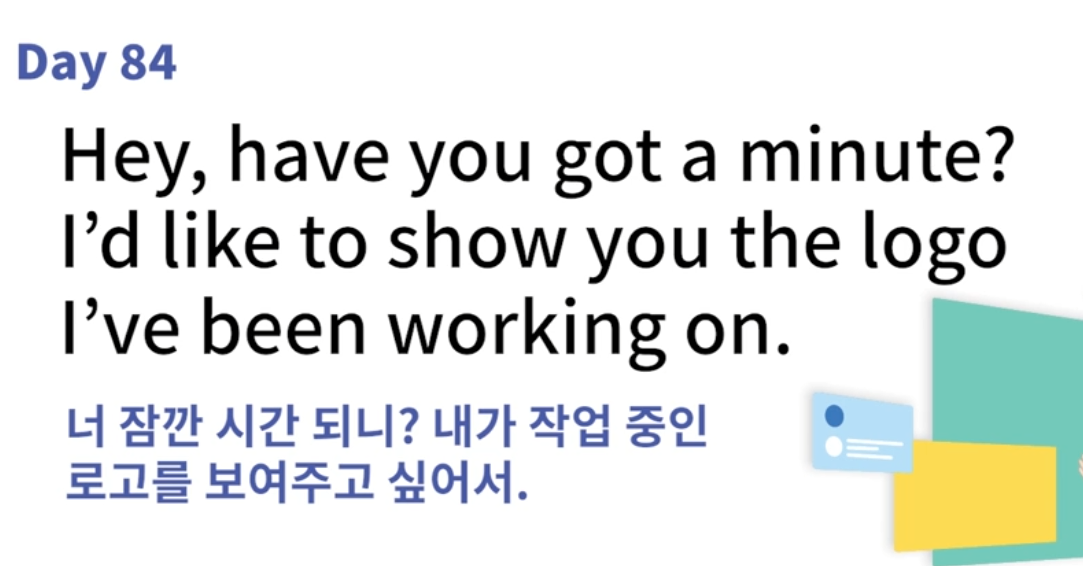 Day 84
Hey, have you got a minute?
I’d like to show you the logo
I’ve been working on.
너 잠깐 시간 되니? 내가 작업 중인
로고를 보여주고 싶어서.